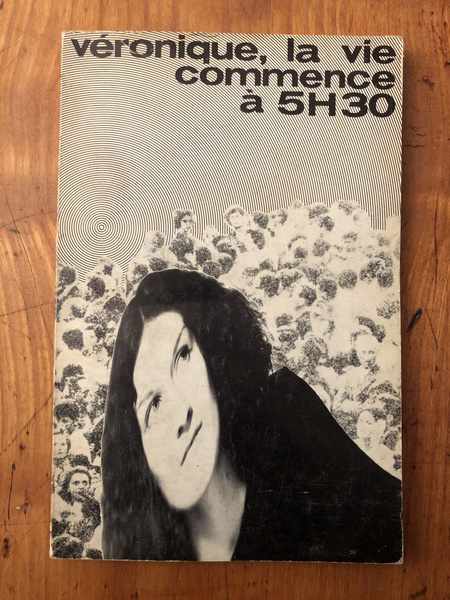 véronique, la vie
commence
à 5H30